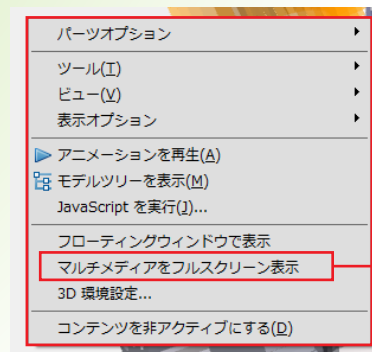 パーツオプション
ツール(T)
ビュー(V)
表示オプション
アニメーションを再生(A)
モデルツリーを表示(M)
JavaScript を実行(J)...
フローティングウィンドウで表示
マルチメディアをフルスクリーン表示
3D 環境設定...
コンテンツを非アクティブにする(D)